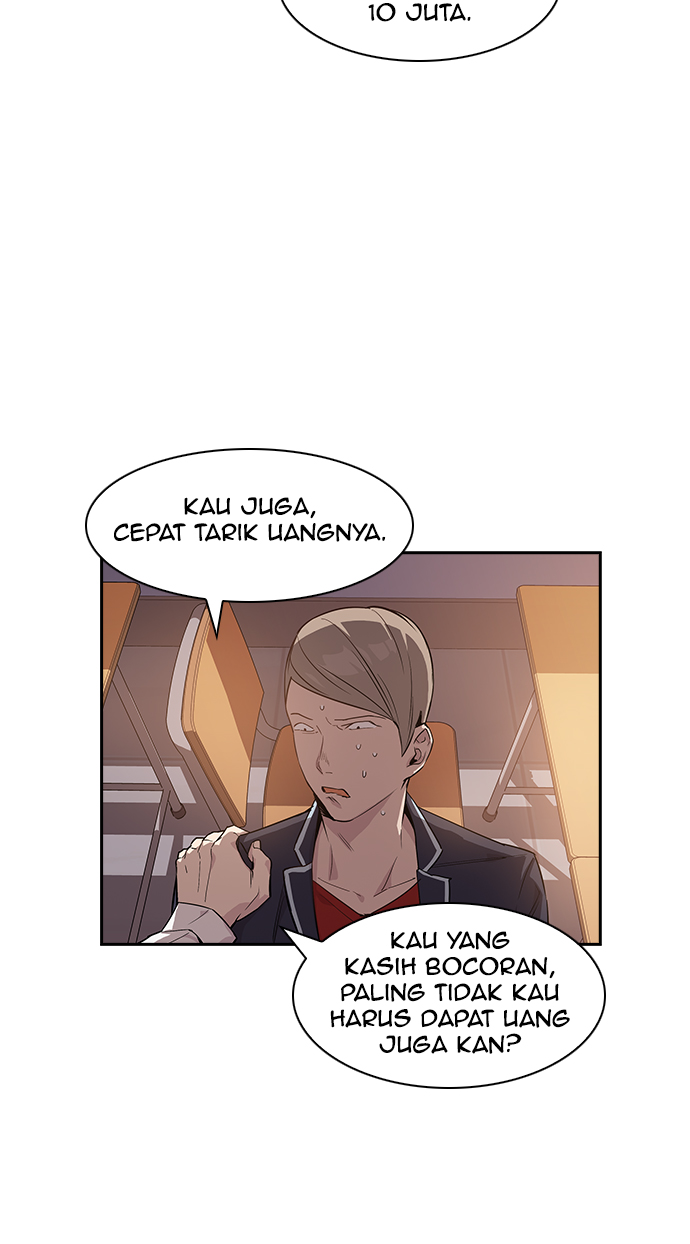 10 JUTA.
KAU JUGA,
CEPAT TARIK UANGNYA.
KAU YANG
KASIH BOCORAN,
PALING TIDAK KAU
HARUS DAPAT UANG
JUGA KAN?